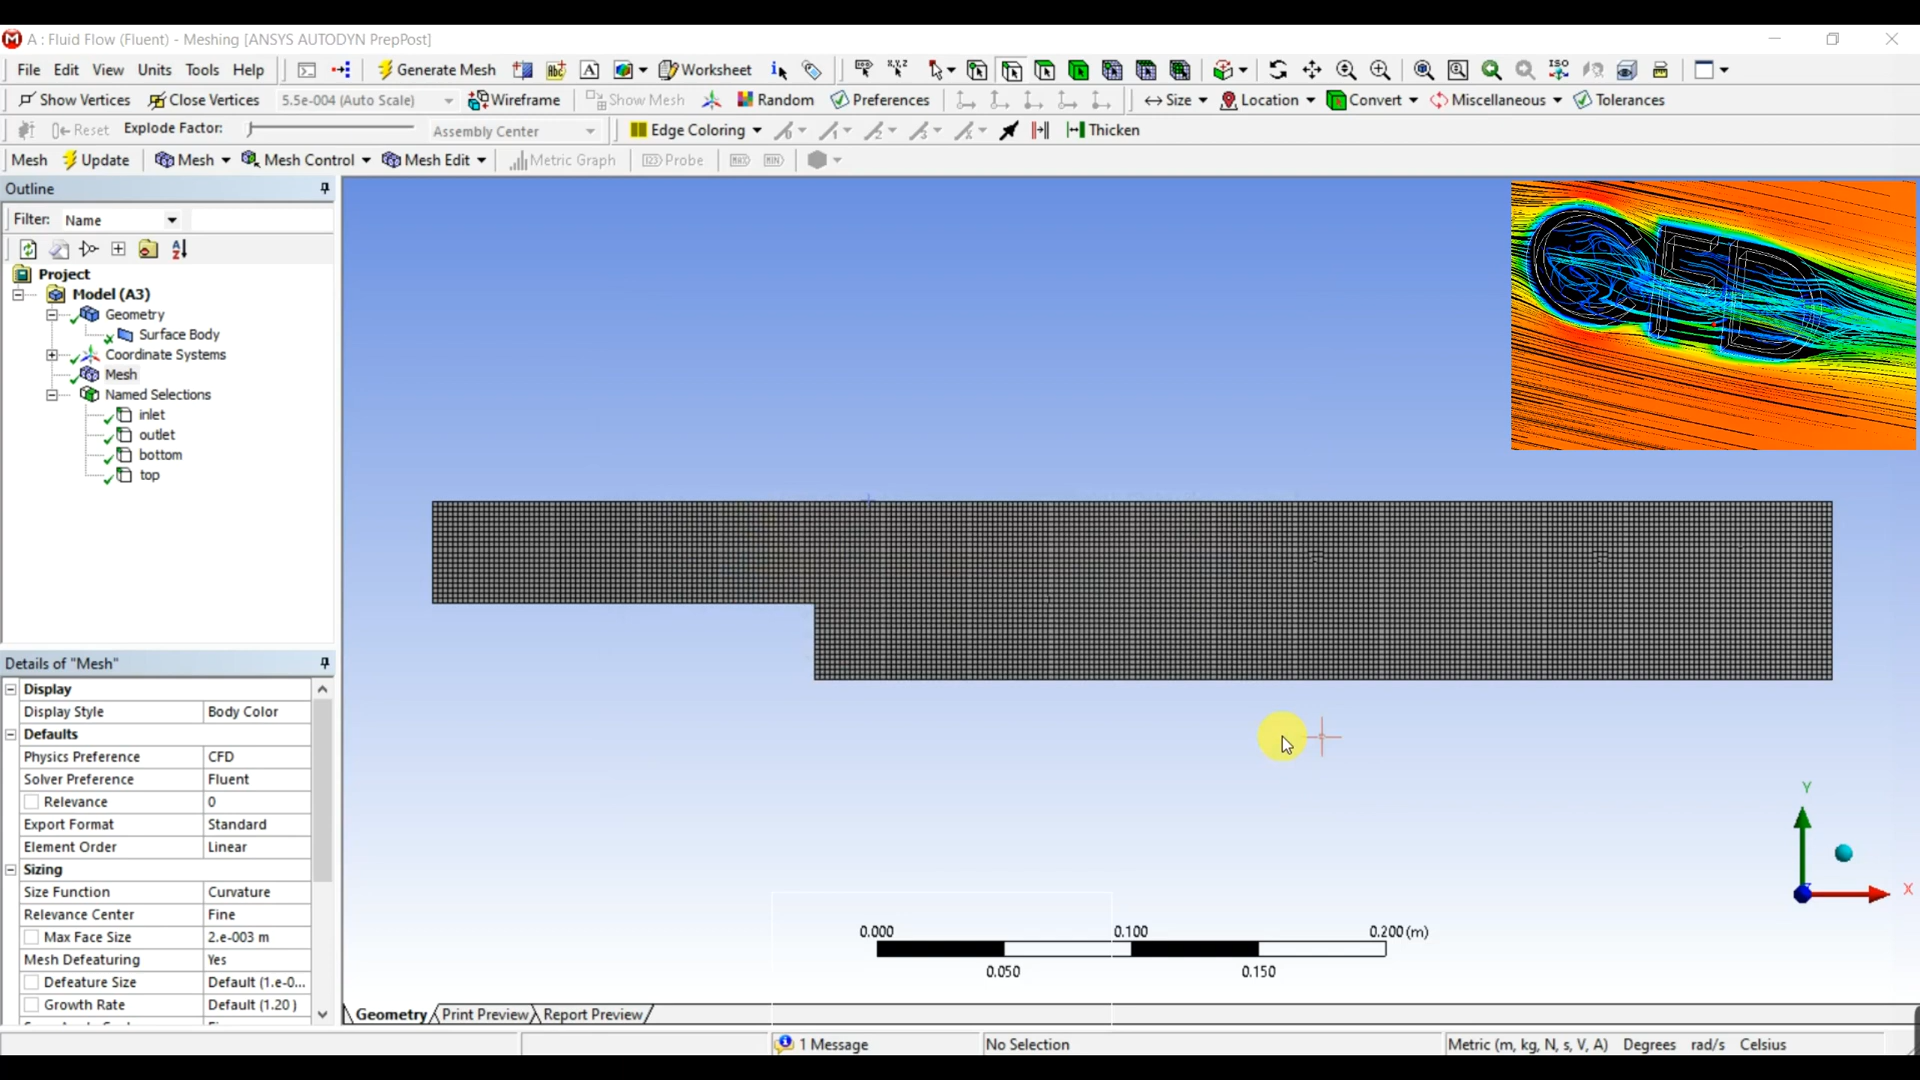 A : Fluid Flow (Fluent) - Meshing [ANSYS AUTODYN PrepPost]
File Edit View Units Tools Help Generate Mesh Worksheet
Show Vertices Close Vertices 5.5e-004 (Auto Scale) Wireframe Show Mesh Random Preferences Size Location Convert Miscellaneous Tolerances
Reset Explode Factor: Assembly Center Edge Coloring Thicken
Mesh Update Mesh Mesh Control Mesh Edit Metric Graph Probe
Outline
Filter: Name
Project
Model (A3)
Geometry
Surface Body
Coordinate Systems
Mesh
Named Selections
inlet
outlet
bottom
top
Details of "Mesh"
Display
Display Style Body Color
Defaults
Physics Preference CFD
Solver Preference Fluent
Relevance 0
Export Format Standard
Element Order Linear
Sizing
Size Function Curvature
Relevance Center Fine
Max Face Size 2.e-003 m
Mesh Defeaturing Yes
Defeature Size Default (1.e-0...
Growth Rate Default (1.20 )
CFD
Y
X
0.000 0.100 0.200 (m)
0.050 0.150
Geometry Print Preview Report Preview
1 Message No Selection Metric (m, kg, N, s, V, A) Degrees rad/s Celsius